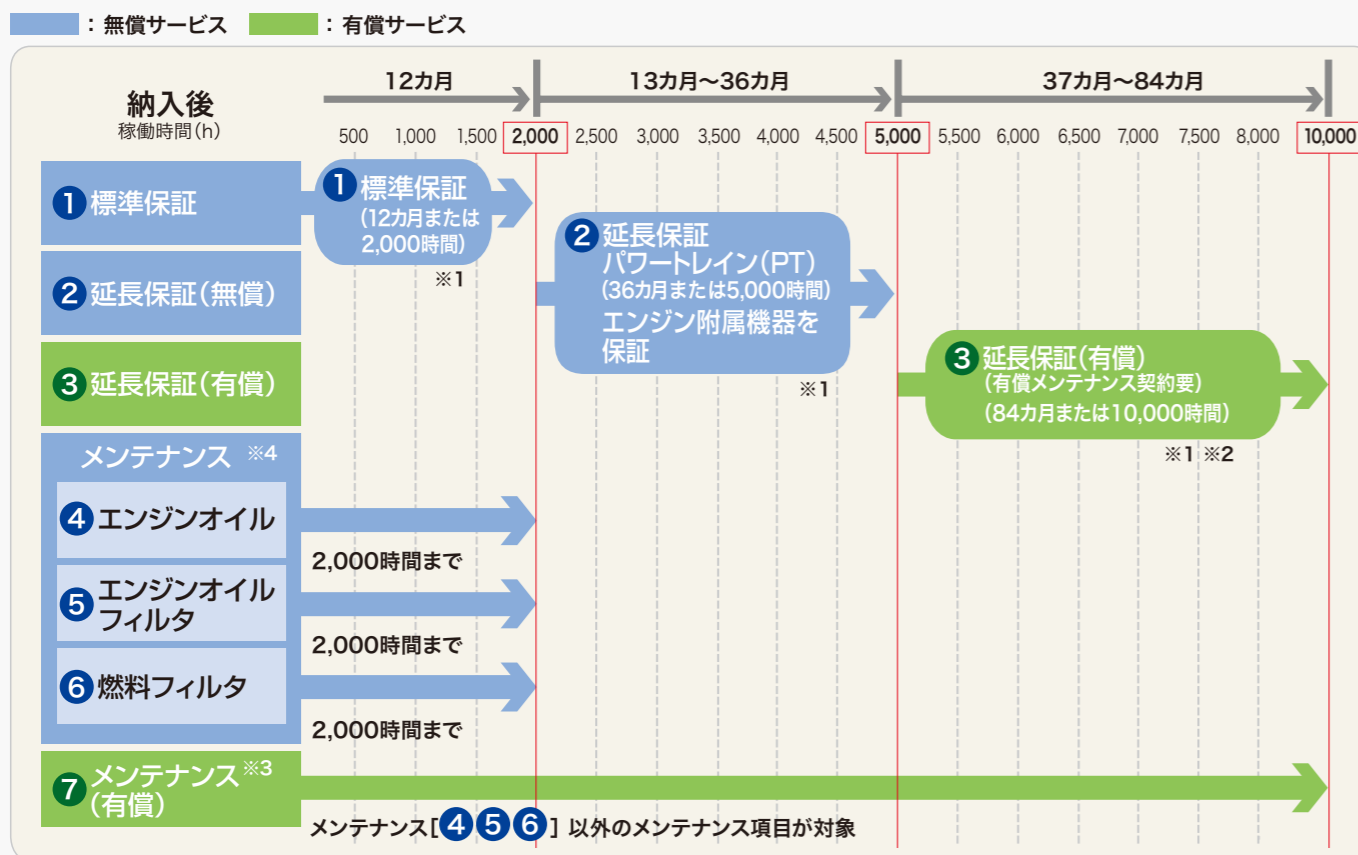 ：無償サービス ：有償サービス
納入後
稼働時間(h)
12カ月 13カ月〜36カ月 37カ月〜84カ月
500 1,000 1,500 2,000 2,500 3,000 3,500 4,000 4,500 5,000 5,500 6,000 6,500 7,000 7,500 8,000 10,000
❶標準保証
❶標準保証
(12カ月または
2,000時間)
※1
❷延長保証(無償)
❷延長保証
パワートレイン(PT)
(36カ月または5,000時間)
エンジン附属機器を
保証
※1
❸延長保証(有償)
❸延長保証(有償)
(有償メンテナンス契約要)
(84カ月または10,000時間)
※1 ※2
メンテナンス ※4
❹エンジンオイル
2,000時間まで
❺エンジンオイル
フィルタ
2,000時間まで
❻燃料フィルタ
2,000時間まで
❼メンテナンス※3
(有償)
メンテナンス[❹❺❻] 以外のメンテナンス項目が対象